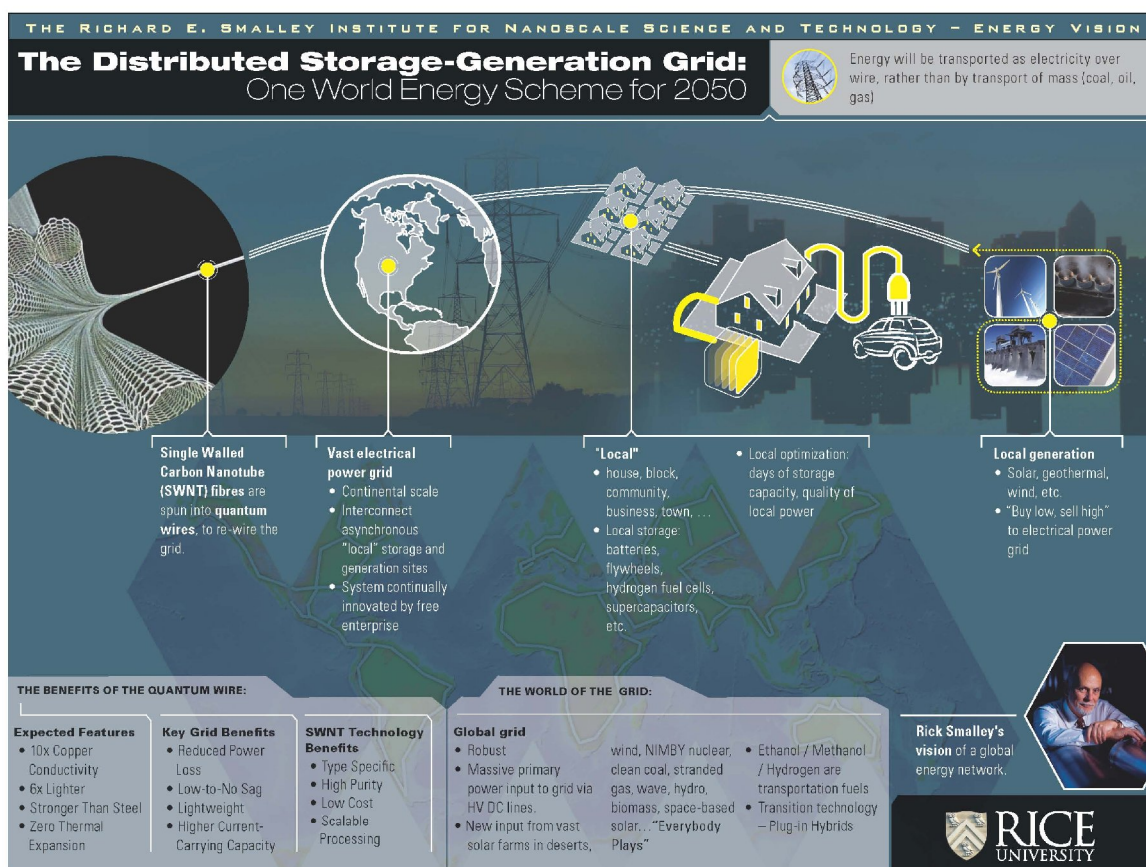 THE RICHARD E. SMALLEY INSTITUTE FOR NANOSCALE SCIENCE AND TECHNOLOGY – ENERGY VISION
The Distributed Storage-Generation Grid:
One World Energy Scheme for 2050
Energy will be transported as electricity over
wire, rather than by transport of mass (coal, oil,
gas)
Single Walled
Carbon Nanotube
(SWNT) fibres are
spun into quantum
wires, to re-wire the
grid.
Vast electrical
power grid
• Continental scale
• Interconnect
asynchronous
"local" storage and
generation sites
• System continually
innovated by free
enterprise
"Local"
• house, block,
community,
business, town, ...
• Local storage:
batteries,
flywheels,
hydrogen fuel cells,
supercapacitors,
etc.
• Local optimization:
days of storage
capacity, quality of
local power
Local generation
• Solar, geothermal,
wind, etc.
• "Buy low, sell high"
to electrical power
grid
THE BENEFITS OF THE QUANTUM WIRE:
Expected Features
• 10x Copper
Conductivity
• 6x Lighter
• Stronger Than Steel
• Zero Thermal
Expansion
Key Grid Benefits
• Reduced Power
Loss
• Low-to-No Sag
• Lightweight
• Higher Current-
Carrying Capacity
SWNT Technology
Benefits
• Type Specific
• High Purity
• Low Cost
• Scalable
Processing
THE WORLD OF THE GRID:
Global grid
• Robust
• Massive primary
power input to grid via
HV DC lines.
• New input from vast
solar farms in deserts,
wind, NIMBY nuclear,
clean coal, stranded
gas, wave, hydro,
biomass, space-based
solar..."Everybody
Plays"
• Ethanol / Methanol
/ Hydrogen are
transportation fuels
• Transition technology
– Plug-in Hybrids
Rick Smalley's
vision of a global
energy network.
RICE
UNIVERSITY